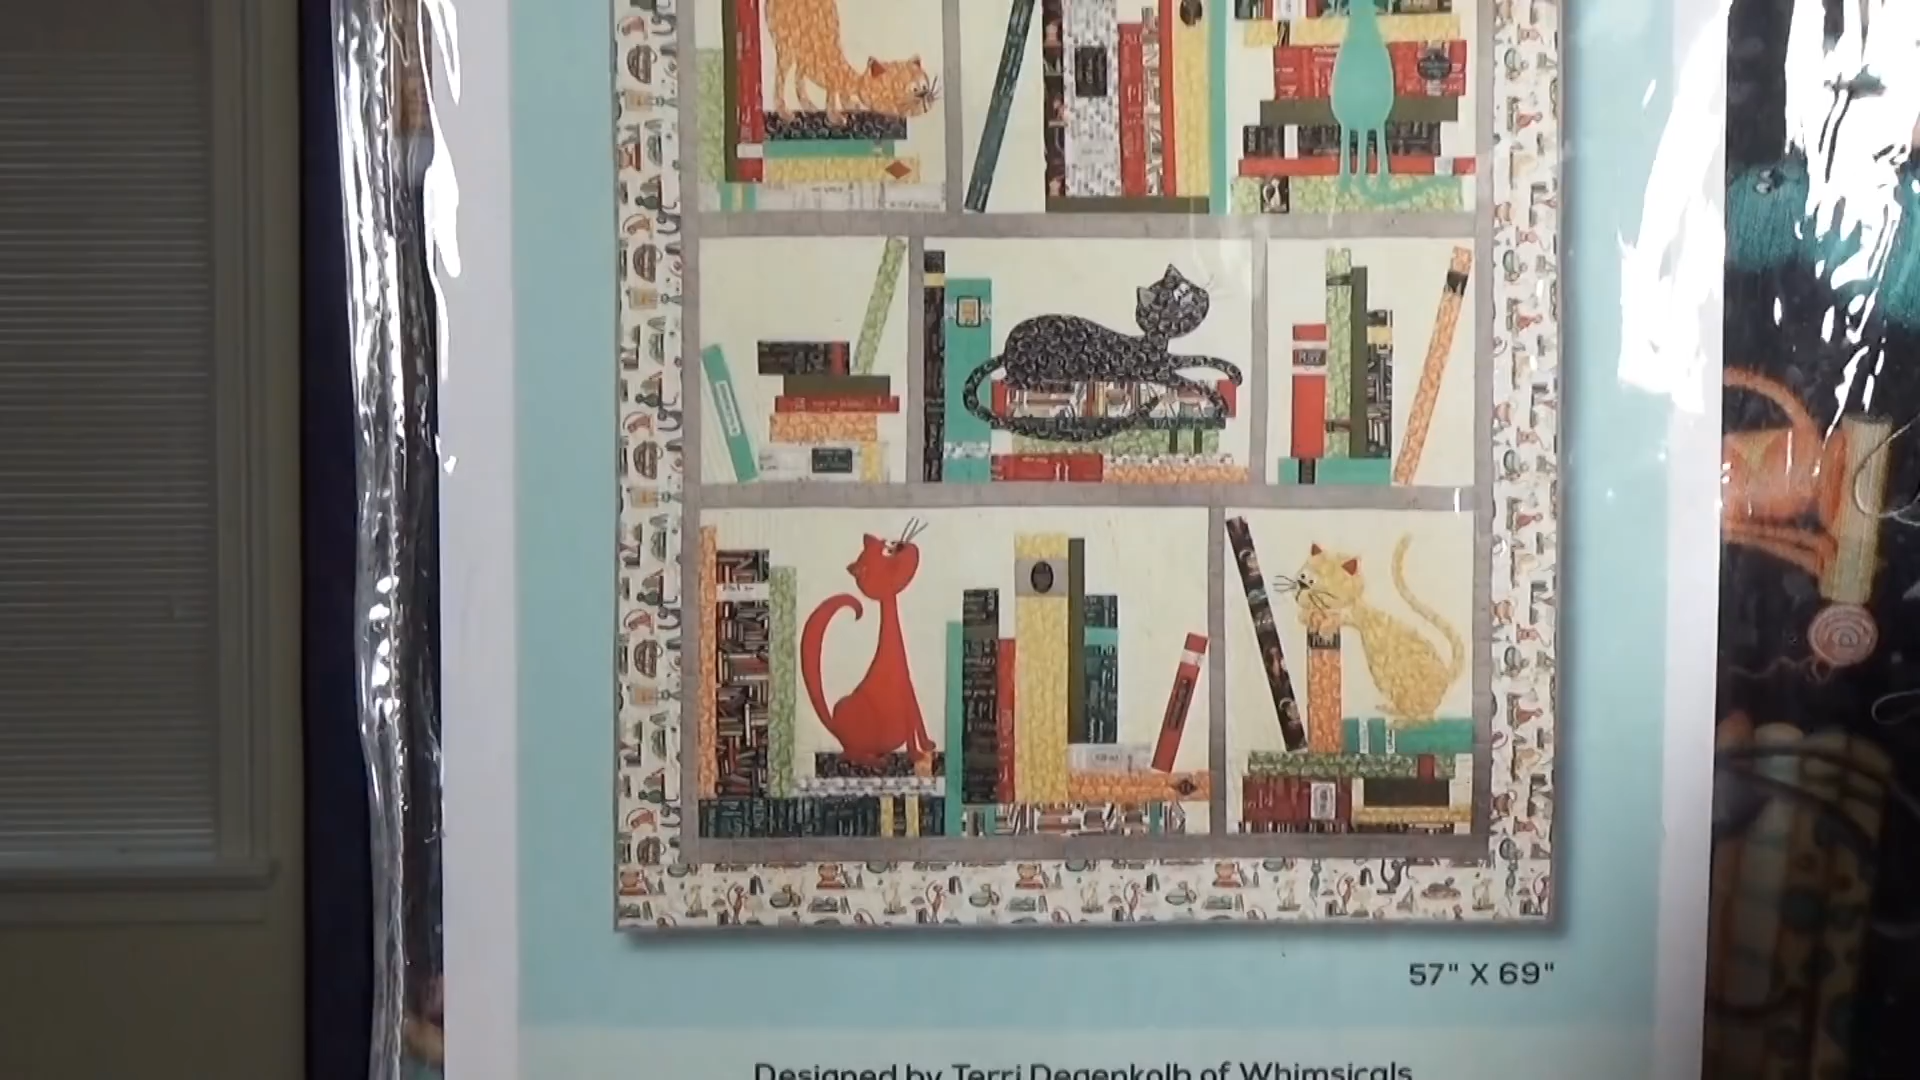 57" X 69"
Designed by Terri Degenkolb of Whimsicals